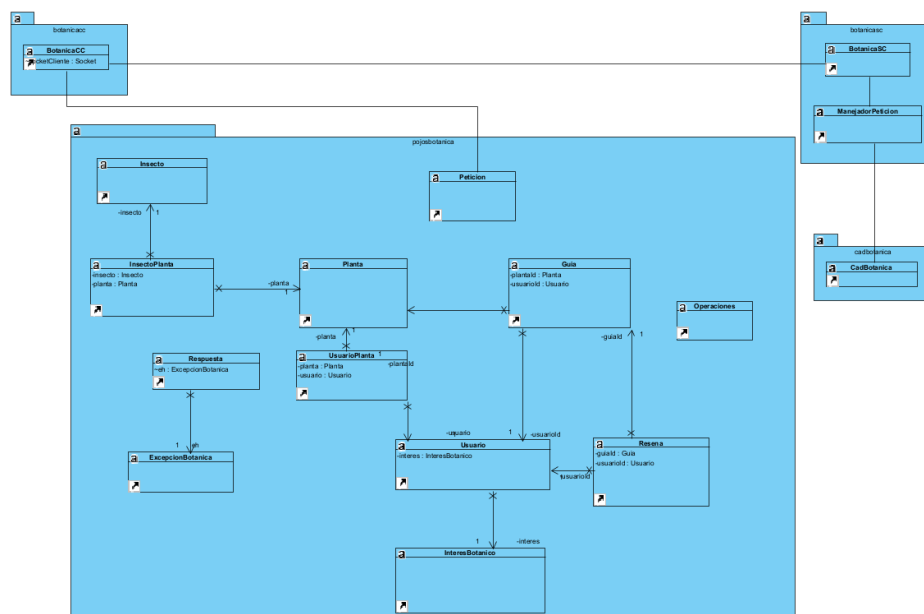 a
botanicacc
a BotanicaCC
socketCliente : Socket
a
botanicasc
a BotanicaSC
a ManejadorPeticion
a
cadbotanica
a CadBotanica
a
pojosbotanica
a Insecto
a Peticion
-insecto 1
a InsectoPlanta
-insecto : Insecto
-planta : Planta
-planta
1
a Planta
a Guia
-plantaId : Planta
-usuarioId : Usuario
a Operaciones
-planta 1
-guiaId 1
a Respuesta
~eh : ExcepcionBotanica
a UsuarioPlanta
-planta : Planta
-usuario : Usuario
1
-plantaId
1 eh
a ExcepcionBotanica
-usuario 1 -usuarioId
a Usuario
-interes : InteresBotanico
a Resena
-guiaId : Guia
-usuarioId : Usuario
-usuarioId
1 -interes
a InteresBotanico